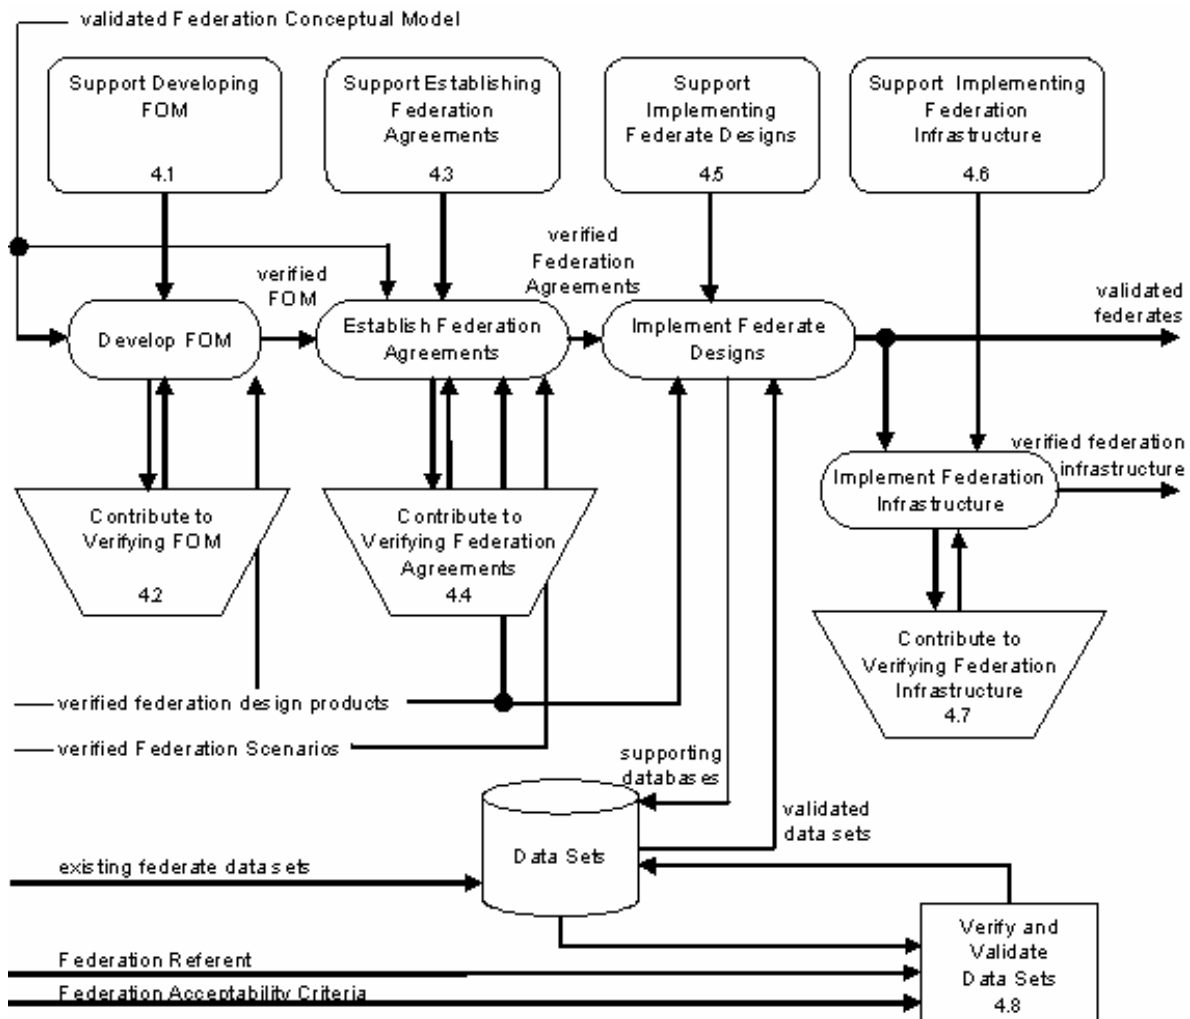 validated Federation Conceptual Model
Support Developing
FOM
4.1
Support Establishing
Federation
Agreements
4.3
Support
Implementing
Federate Designs
4.5
Support Implementing
Federation
Infrastructure
4.6
verified
FOM
verified
Federation
Agreements
validated
federates
Develop FOM
Establish Federation
Agreements
Implement Federate
Designs
verified federation
infrastructure
Implement Federation
Infrastructure
Contribute to
Verifying FOM
4.2
Contribute to
Verifying Federation
Agreements
4.4
Contribute to
Verifying Federation
Infrastructure
4.7
verified federation design products
verified Federation Scenarios
supporting
databases
validated
data sets
Data Sets
existing federate data sets
Verify and
Validate
Data Sets
4.8
Federation Referent
Federation Acceptability Criteria